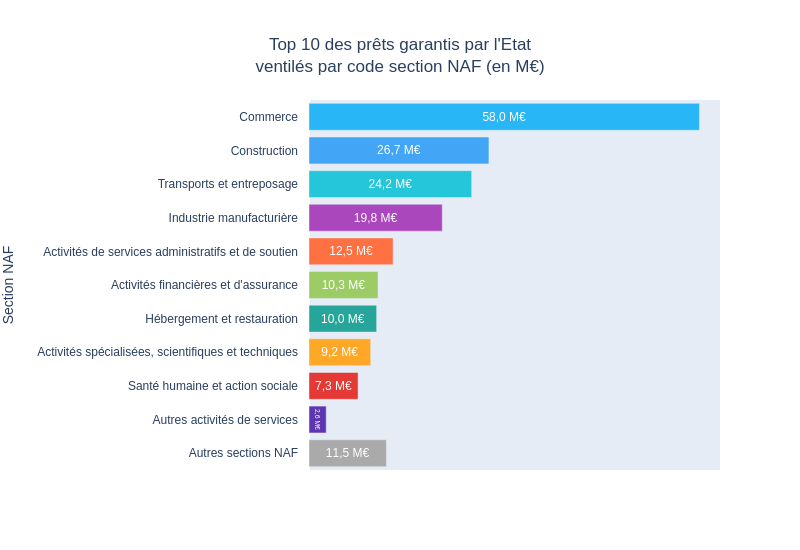 Top 10 des prêts garantis par l'Etat
ventilés par code section NAF (en M€)
Section NAF
Commerce 58,0 M€
Construction 26,7 M€
Transports et entreposage 24,2 M€
Industrie manufacturière 19,8 M€
Activités de services administratifs et de soutien 12,5 M€
Activités financières et d'assurance 10,3 M€
Hébergement et restauration 10,0 M€
Activités spécialisées, scientifiques et techniques 9,2 M€
Santé humaine et action sociale 7,3 M€
Autres activités de services 2,6 M€
Autres sections NAF 11,5 M€